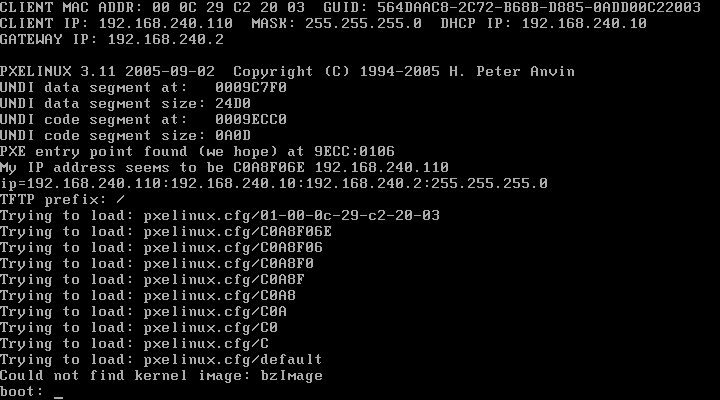 CLIENT MAC ADDR: 00 0C 29 C2 20 03  GUID: 564DAAC8-2C72-B68B-D885-0ADD00C22003
CLIENT IP: 192.168.240.110  MASK: 255.255.255.0  DHCP IP: 192.168.240.10
GATEWAY IP: 192.168.240.2
PXELINUX 3.11 2005-09-02  Copyright (C) 1994-2005 H. Peter Anvin
UNDI data segment at:   0009C7F0
UNDI data segment size: 24D0
UNDI code segment at:   0009ECC0
UNDI code segment size: 0A0D
PXE entry point found (we hope) at 9ECC:0106
My IP address seems to be C0A8F06E 192.168.240.110
ip=192.168.240.110:192.168.240.10:192.168.240.2:255.255.255.0
TFTP prefix: /
Trying to load: pxelinux.cfg/01-00-0c-29-c2-20-03
Trying to load: pxelinux.cfg/C0A8F06E
Trying to load: pxelinux.cfg/C0A8F06
Trying to load: pxelinux.cfg/C0A8F0
Trying to load: pxelinux.cfg/C0A8F
Trying to load: pxelinux.cfg/C0A8
Trying to load: pxelinux.cfg/C0A
Trying to load: pxelinux.cfg/C0
Trying to load: pxelinux.cfg/C
Trying to load: pxelinux.cfg/default
Could not find kernel image: bzImage
boot: _